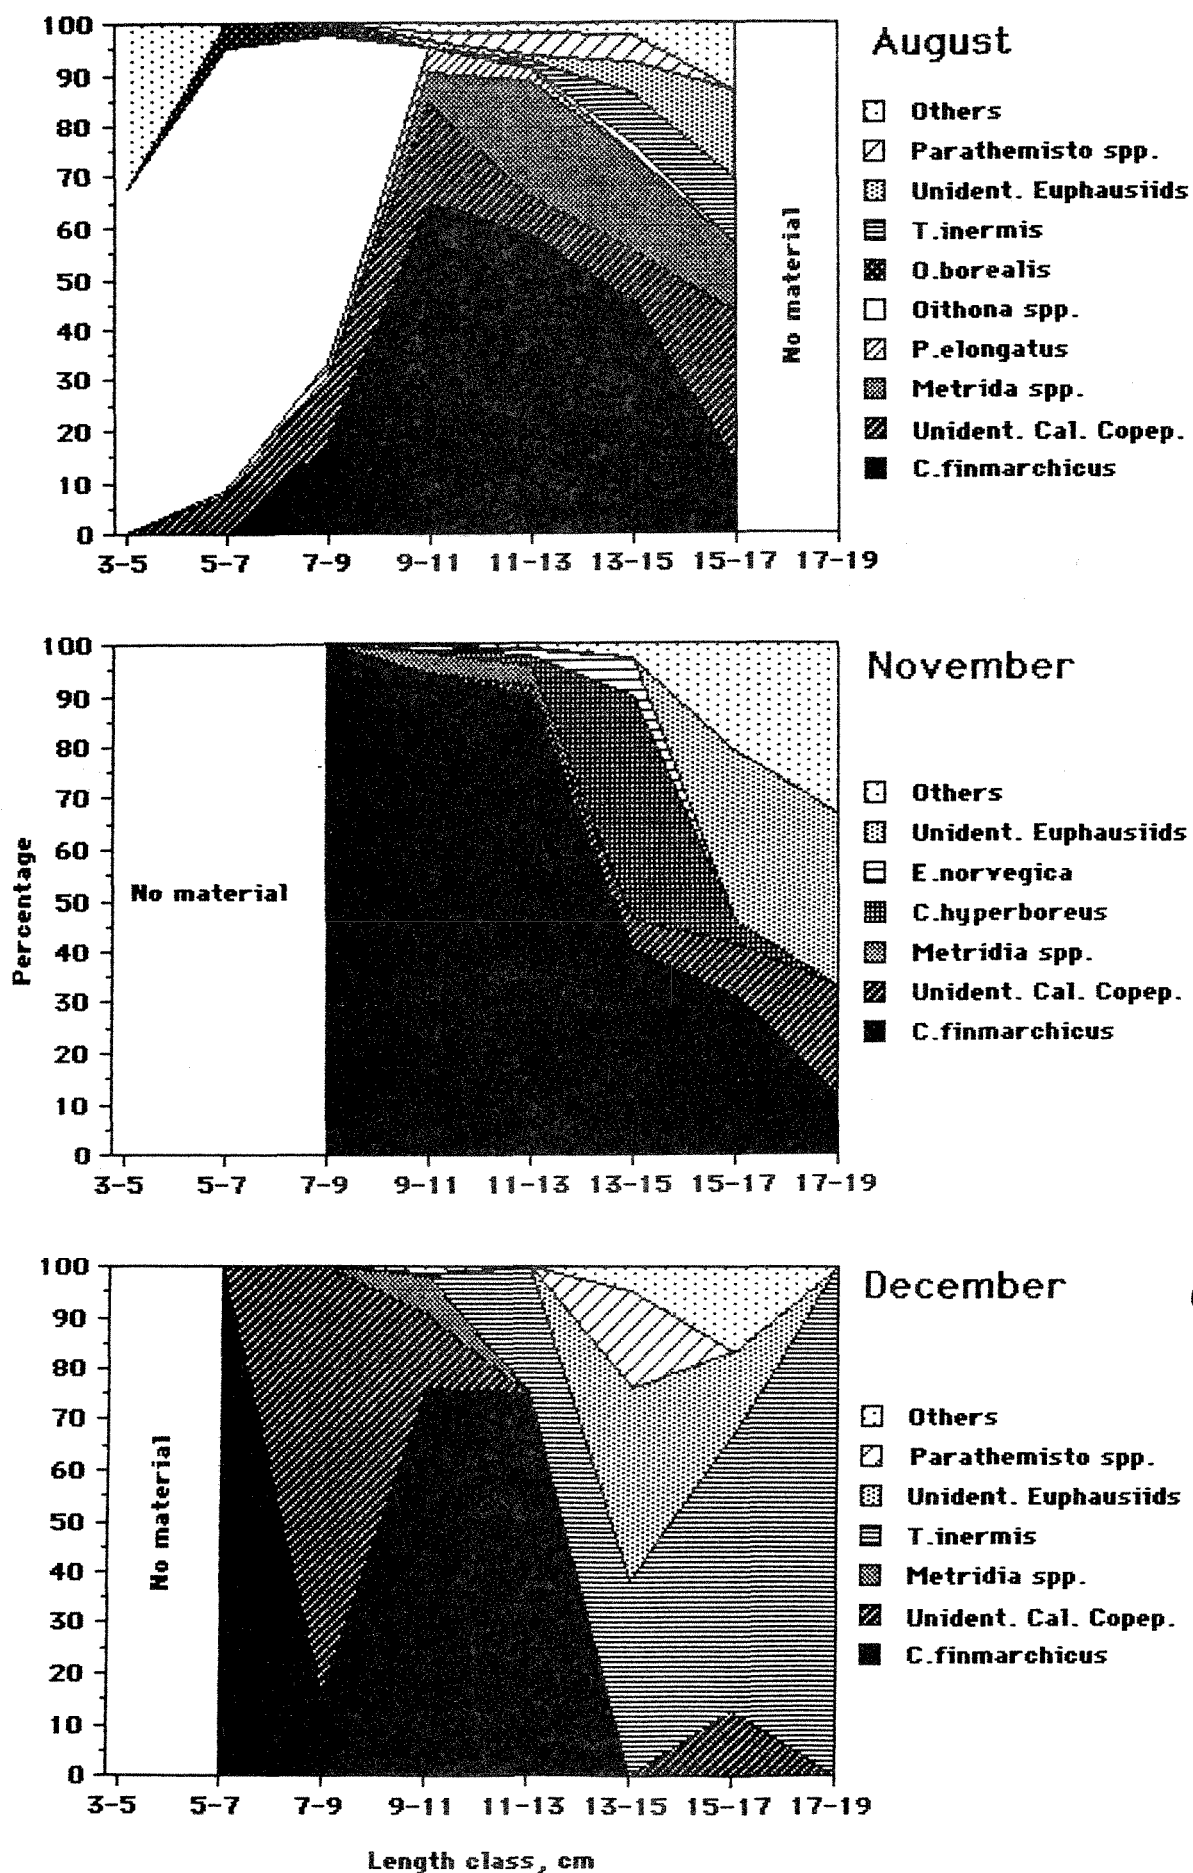 August
100
90
80
70
60
50
40
30
20
10
0
3-5 5-7 7-9 9-11 11-13 13-15 15-17 17-19
No material
Others
Parathemisto spp.
Unident. Euphausiids
T.inermis
O.borealis
Oithona spp.
P.elongatus
Metrida spp.
Unident. Cal. Copep.
C.finmarchicus
November
Percentage
100
90
80
70
60
50
40
30
20
10
0
3-5 5-7 7-9 9-11 11-13 13-15 15-17 17-19
No material
Others
Unident. Euphausiids
E.norvegica
C.hyperboreus
Metridia spp.
Unident. Cal. Copep.
C.finmarchicus
December
100
90
80
70
60
50
40
30
20
10
0
3-5 5-7 7-9 9-11 11-13 13-15 15-17 17-19
No material
Others
Parathemisto spp.
Unident. Euphausiids
T.inermis
Metridia spp.
Unident. Cal. Copep.
C.finmarchicus
Length class, cm